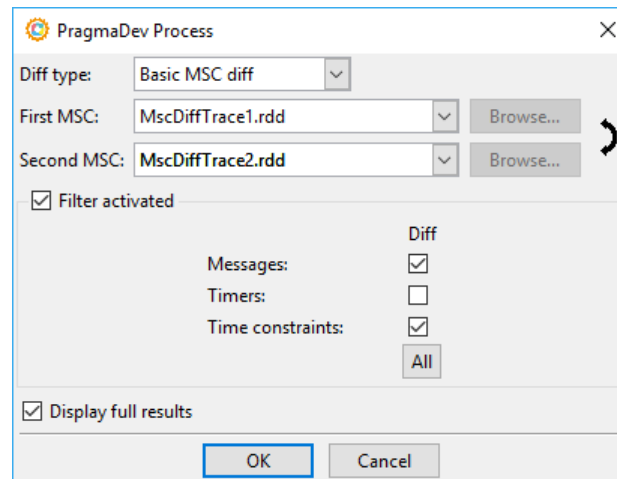 PragmaDev Process
Diff type: Basic MSC diff
First MSC: MscDiffTrace1.rdd Browse...
Second MSC: MscDiffTrace2.rdd Browse...
Filter activated
Diff
Messages:
Timers:
Time constraints:
All
Display full results
OK Cancel